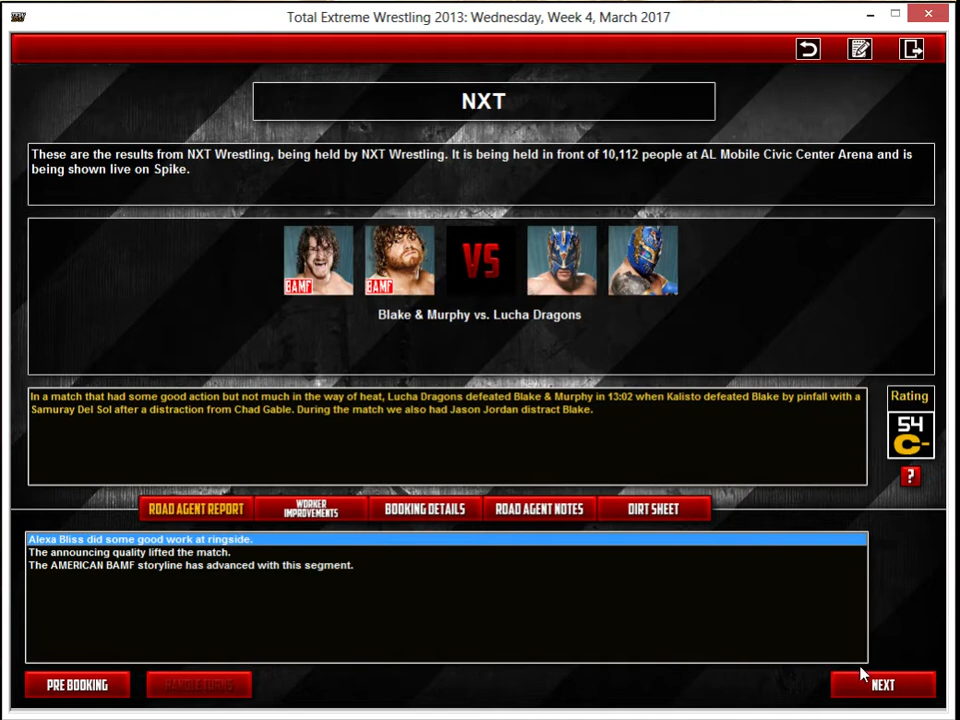 Total Extreme Wrestling 2013: Wednesday, Week 4, March 2017
NXT
These are the results from NXT Wrestling, being held by NXT Wrestling. It is being held in front of 10,112 people at AL Mobile Civic Center Arena and is
being shown live on Spike.
BAMF
BAMF
VS
Blake & Murphy vs. Lucha Dragons
In a match that had some good action but not much in the way of heat, Lucha Dragons defeated Blake & Murphy in 13:02 when Kalisto defeated Blake by pinfall with a
Samuray Del Sol after a distraction from Chad Gable. During the match we also had Jason Jordan distract Blake.
Rating
54
C-
?
ROAD AGENT REPORT
WORKER
IMPROVEMENTS
BOOKING DETAILS
ROAD AGENT NOTES
DIRT SHEET
Alexa Bliss did some good work at ringside.
The announcing quality lifted the match.
The AMERICAN BAMF storyline has advanced with this segment.
PRE BOOKING
NEXT